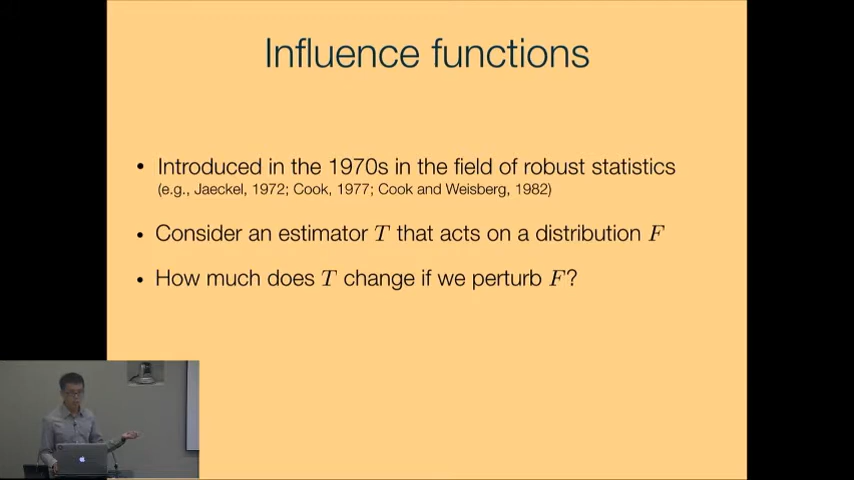 Influence functions
• Introduced in the 1970s in the field of robust statistics
(e.g., Jaeckel, 1972; Cook, 1977; Cook and Weisberg, 1982)
• Consider an estimator T that acts on a distribution F
• How much does T change if we perturb F?